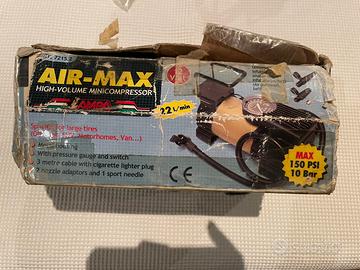 7213.2
AIR-MAX
HIGH-VOLUME MINICOMPRESSOR
LAMPA
22 L/min
for large tires
Motorhomes, Van...)
With pressure gauge and switch
3 metre cable with cigarette lighter plug
2 nozzle adaptors and 1 sport needle
CE
MAX
150 PSI
10 Bar
subito